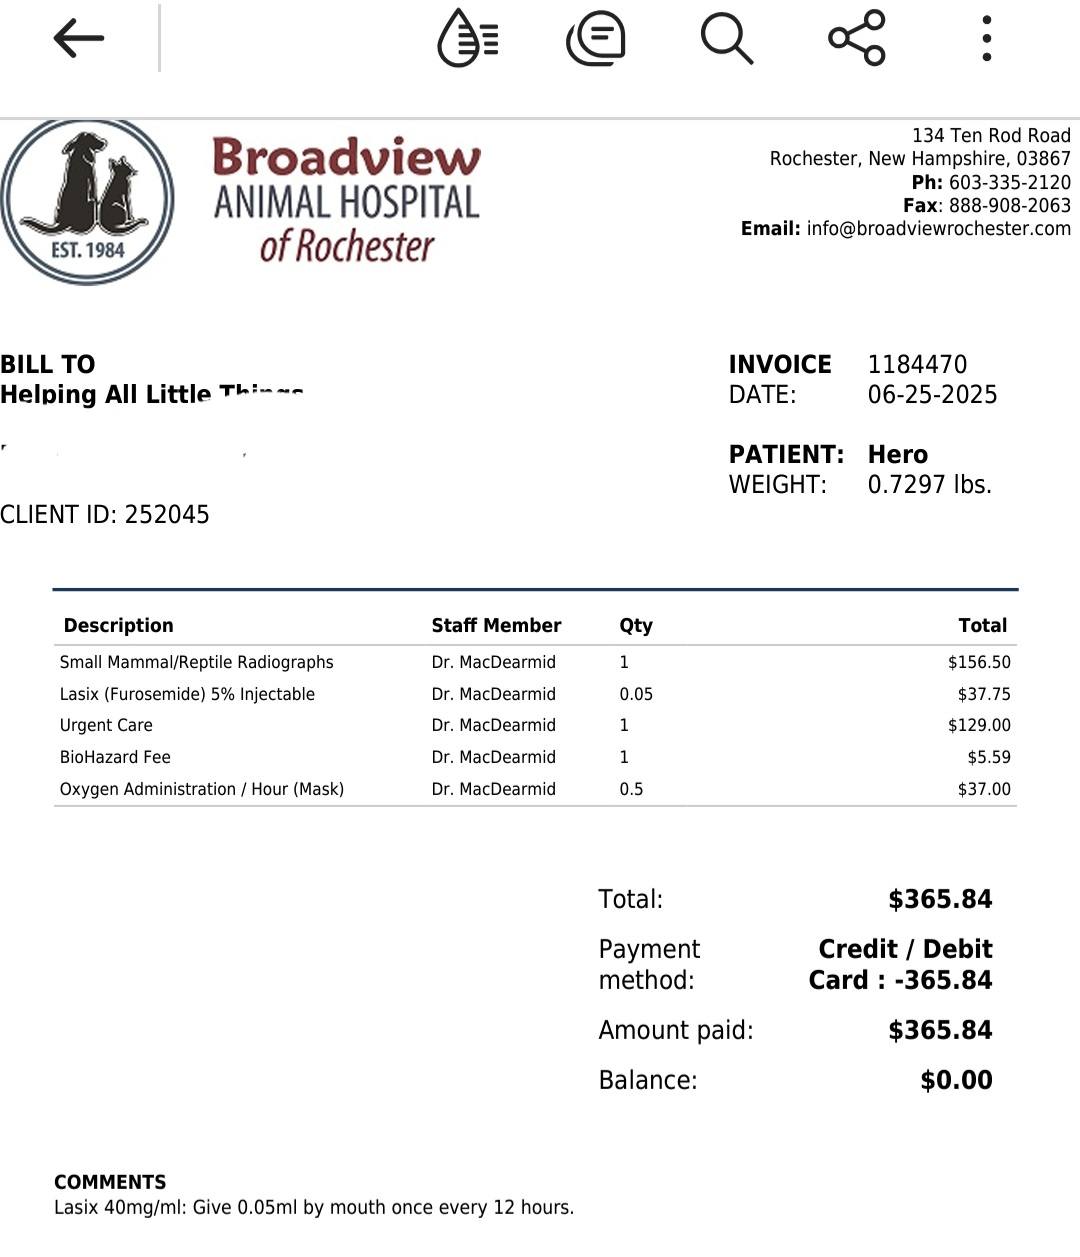 EST. 1984
Broadview
ANIMAL HOSPITAL
of Rochester
134 Ten Rod Road
Rochester, New Hampshire, 03867
Ph: 603-335-2120
Fax: 888-908-2063
Email: info@broadviewrochester.com
BILL TO
Helping All Little Things
CLIENT ID: 252045
INVOICE 1184470
DATE: 06-25-2025
PATIENT: Hero
WEIGHT: 0.7297 lbs.
Description Staff Member Qty Total
Small Mammal/Reptile Radiographs Dr. MacDearmid 1 $156.50
Lasix (Furosemide) 5% Injectable Dr. MacDearmid 0.05 $37.75
Urgent Care Dr. MacDearmid 1 $129.00
BioHazard Fee Dr. MacDearmid 1 $5.59
Oxygen Administration / Hour (Mask) Dr. MacDearmid 0.5 $37.00
Total: $365.84
Payment method: Credit / Debit
Card : -365.84
Amount paid: $365.84
Balance: $0.00
COMMENTS
Lasix 40mg/ml: Give 0.05ml by mouth once every 12 hours.